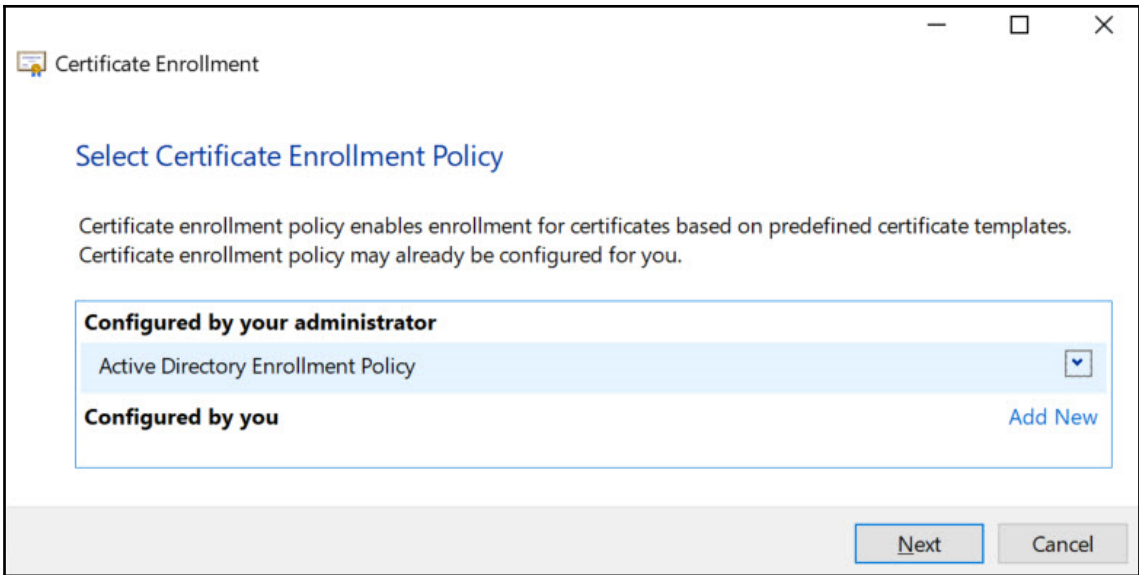 Certificate Enrollment
Select Certificate Enrollment Policy
Certificate enrollment policy enables enrollment for certificates based on predefined certificate templates.
Certificate enrollment policy may already be configured for you.
Configured by your administrator
Active Directory Enrollment Policy
Configured by you Add New
Next Cancel